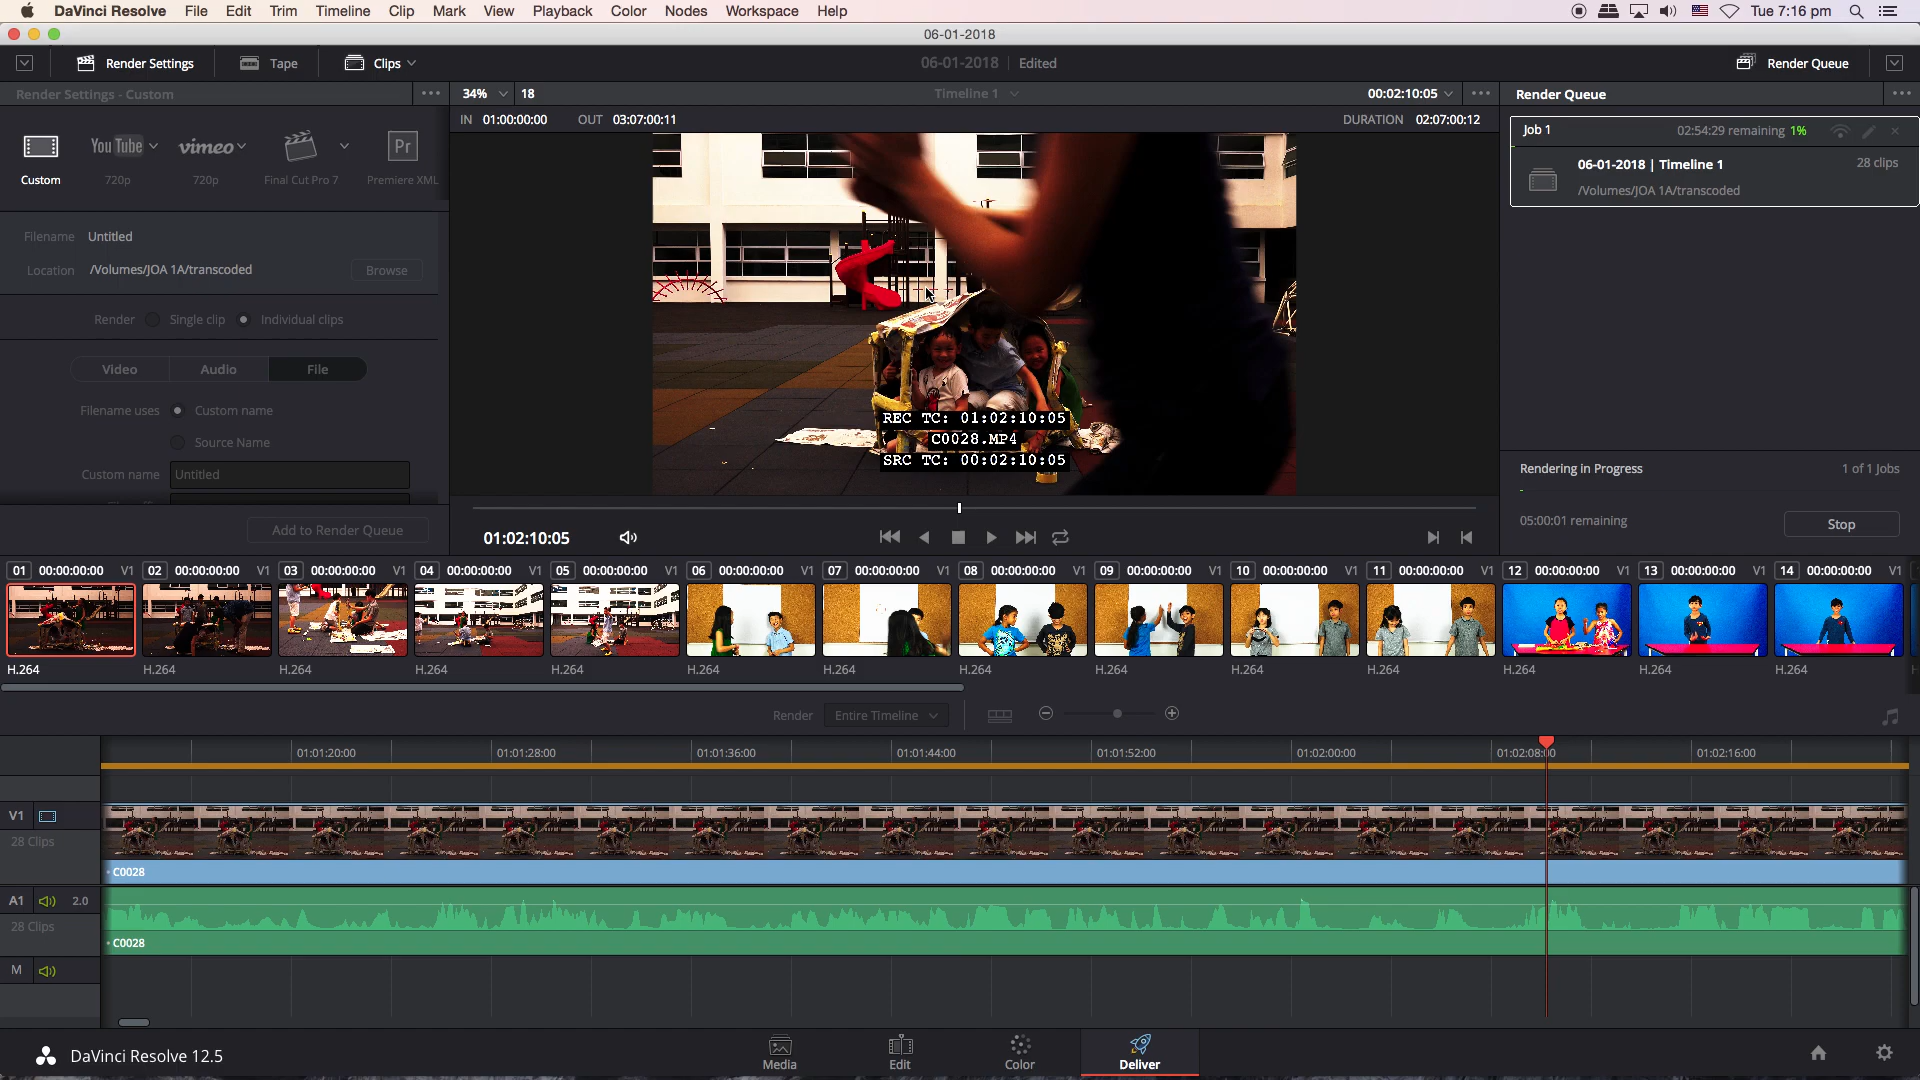 DaVinci Resolve File Edit Trim Timeline Clip Mark View Playback Color Nodes Workspace Help Tue 7:16 pm
06-01-2018
Render Settings Tape Clips 06-01-2018 Edited Render Queue
Render Settings - Custom 34% 18 Timeline 1 00:02:10:05 Render Queue
IN 01:00:00:00 OUT 03:07:00:11 DURATION 02:07:00:12
Job 1 02:54:29 remaining 1%
06-01-2018 | Timeline 1 28 clips
/Volumes/JOA 1A/transcoded
YouTube vimeo Pr
Custom 720p 720p Final Cut Pro 7 Premiere XML
Filename Untitled
Location /Volumes/JOA 1A/transcoded Browse
Render Single clip Individual clips
Video Audio File
Filename uses Custom name
Source Name
Custom name Untitled
Add to Render Queue
REC TC: 01:02:10:05
C0028.MP4
SRC TC: 00:02:10:05
01:02:10:05
Rendering in Progress 1 of 1 Jobs
05:00:01 remaining Stop
01 00:00:00:00 V1 02 00:00:00:00 V1 03 00:00:00:00 V1 04 00:00:00:00 V1 05 00:00:00:00 V1 06 00:00:00:00 V1 07 00:00:00:00 V1 08 00:00:00:00 V1 09 00:00:00:00 V1 10 00:00:00:00 V1 11 00:00:00:00 V1 12 00:00:00:00 V1 13 00:00:00:00 V1 14 00:00:00:00 V1
H.264 H.264 H.264 H.264 H.264 H.264 H.264 H.264 H.264 H.264 H.264 H.264 H.264 H.264
Render Entire Timeline
01:01:20:00 01:01:28:00 01:01:36:00 01:01:44:00 01:01:52:00 01:02:00:00 01:02:08:00 01:02:16:00
V1
28 Clips
C0028
A1 2.0
28 Clips
C0028
M
DaVinci Resolve 12.5
Media Edit Color Deliver